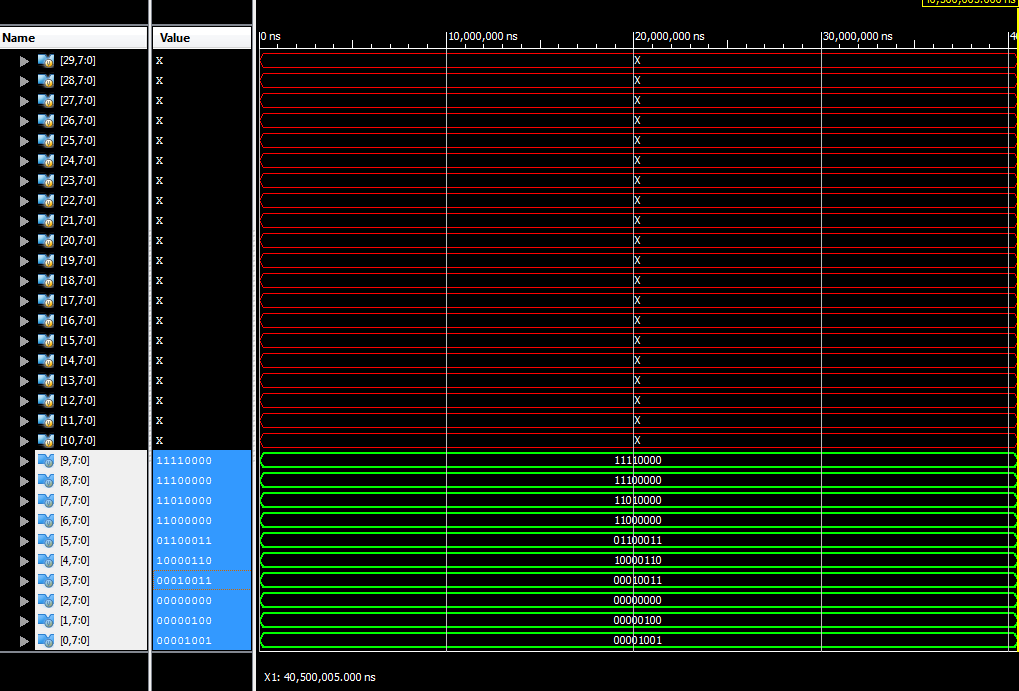 40,500,005.000 ns
Name Value 0 ns 10,000,000 ns 20,000,000 ns 30,000,000 ns 40
[29,7:0] X X
[28,7:0] X X
[27,7:0] X X
[26,7:0] X X
[25,7:0] X X
[24,7:0] X X
[23,7:0] X X
[22,7:0] X X
[21,7:0] X X
[20,7:0] X X
[19,7:0] X X
[18,7:0] X X
[17,7:0] X X
[16,7:0] X X
[15,7:0] X X
[14,7:0] X X
[13,7:0] X X
[12,7:0] X X
[11,7:0] X X
[10,7:0] X X
[9,7:0] 11110000 11110000
[8,7:0] 11100000 11100000
[7,7:0] 11010000 11010000
[6,7:0] 11000000 11000000
[5,7:0] 01100011 01100011
[4,7:0] 10000110 10000110
[3,7:0] 00010011 00010011
[2,7:0] 00000000 00000000
[1,7:0] 00000100 00000100
[0,7:0] 00001001 00001001
X1: 40,500,005.000 ns